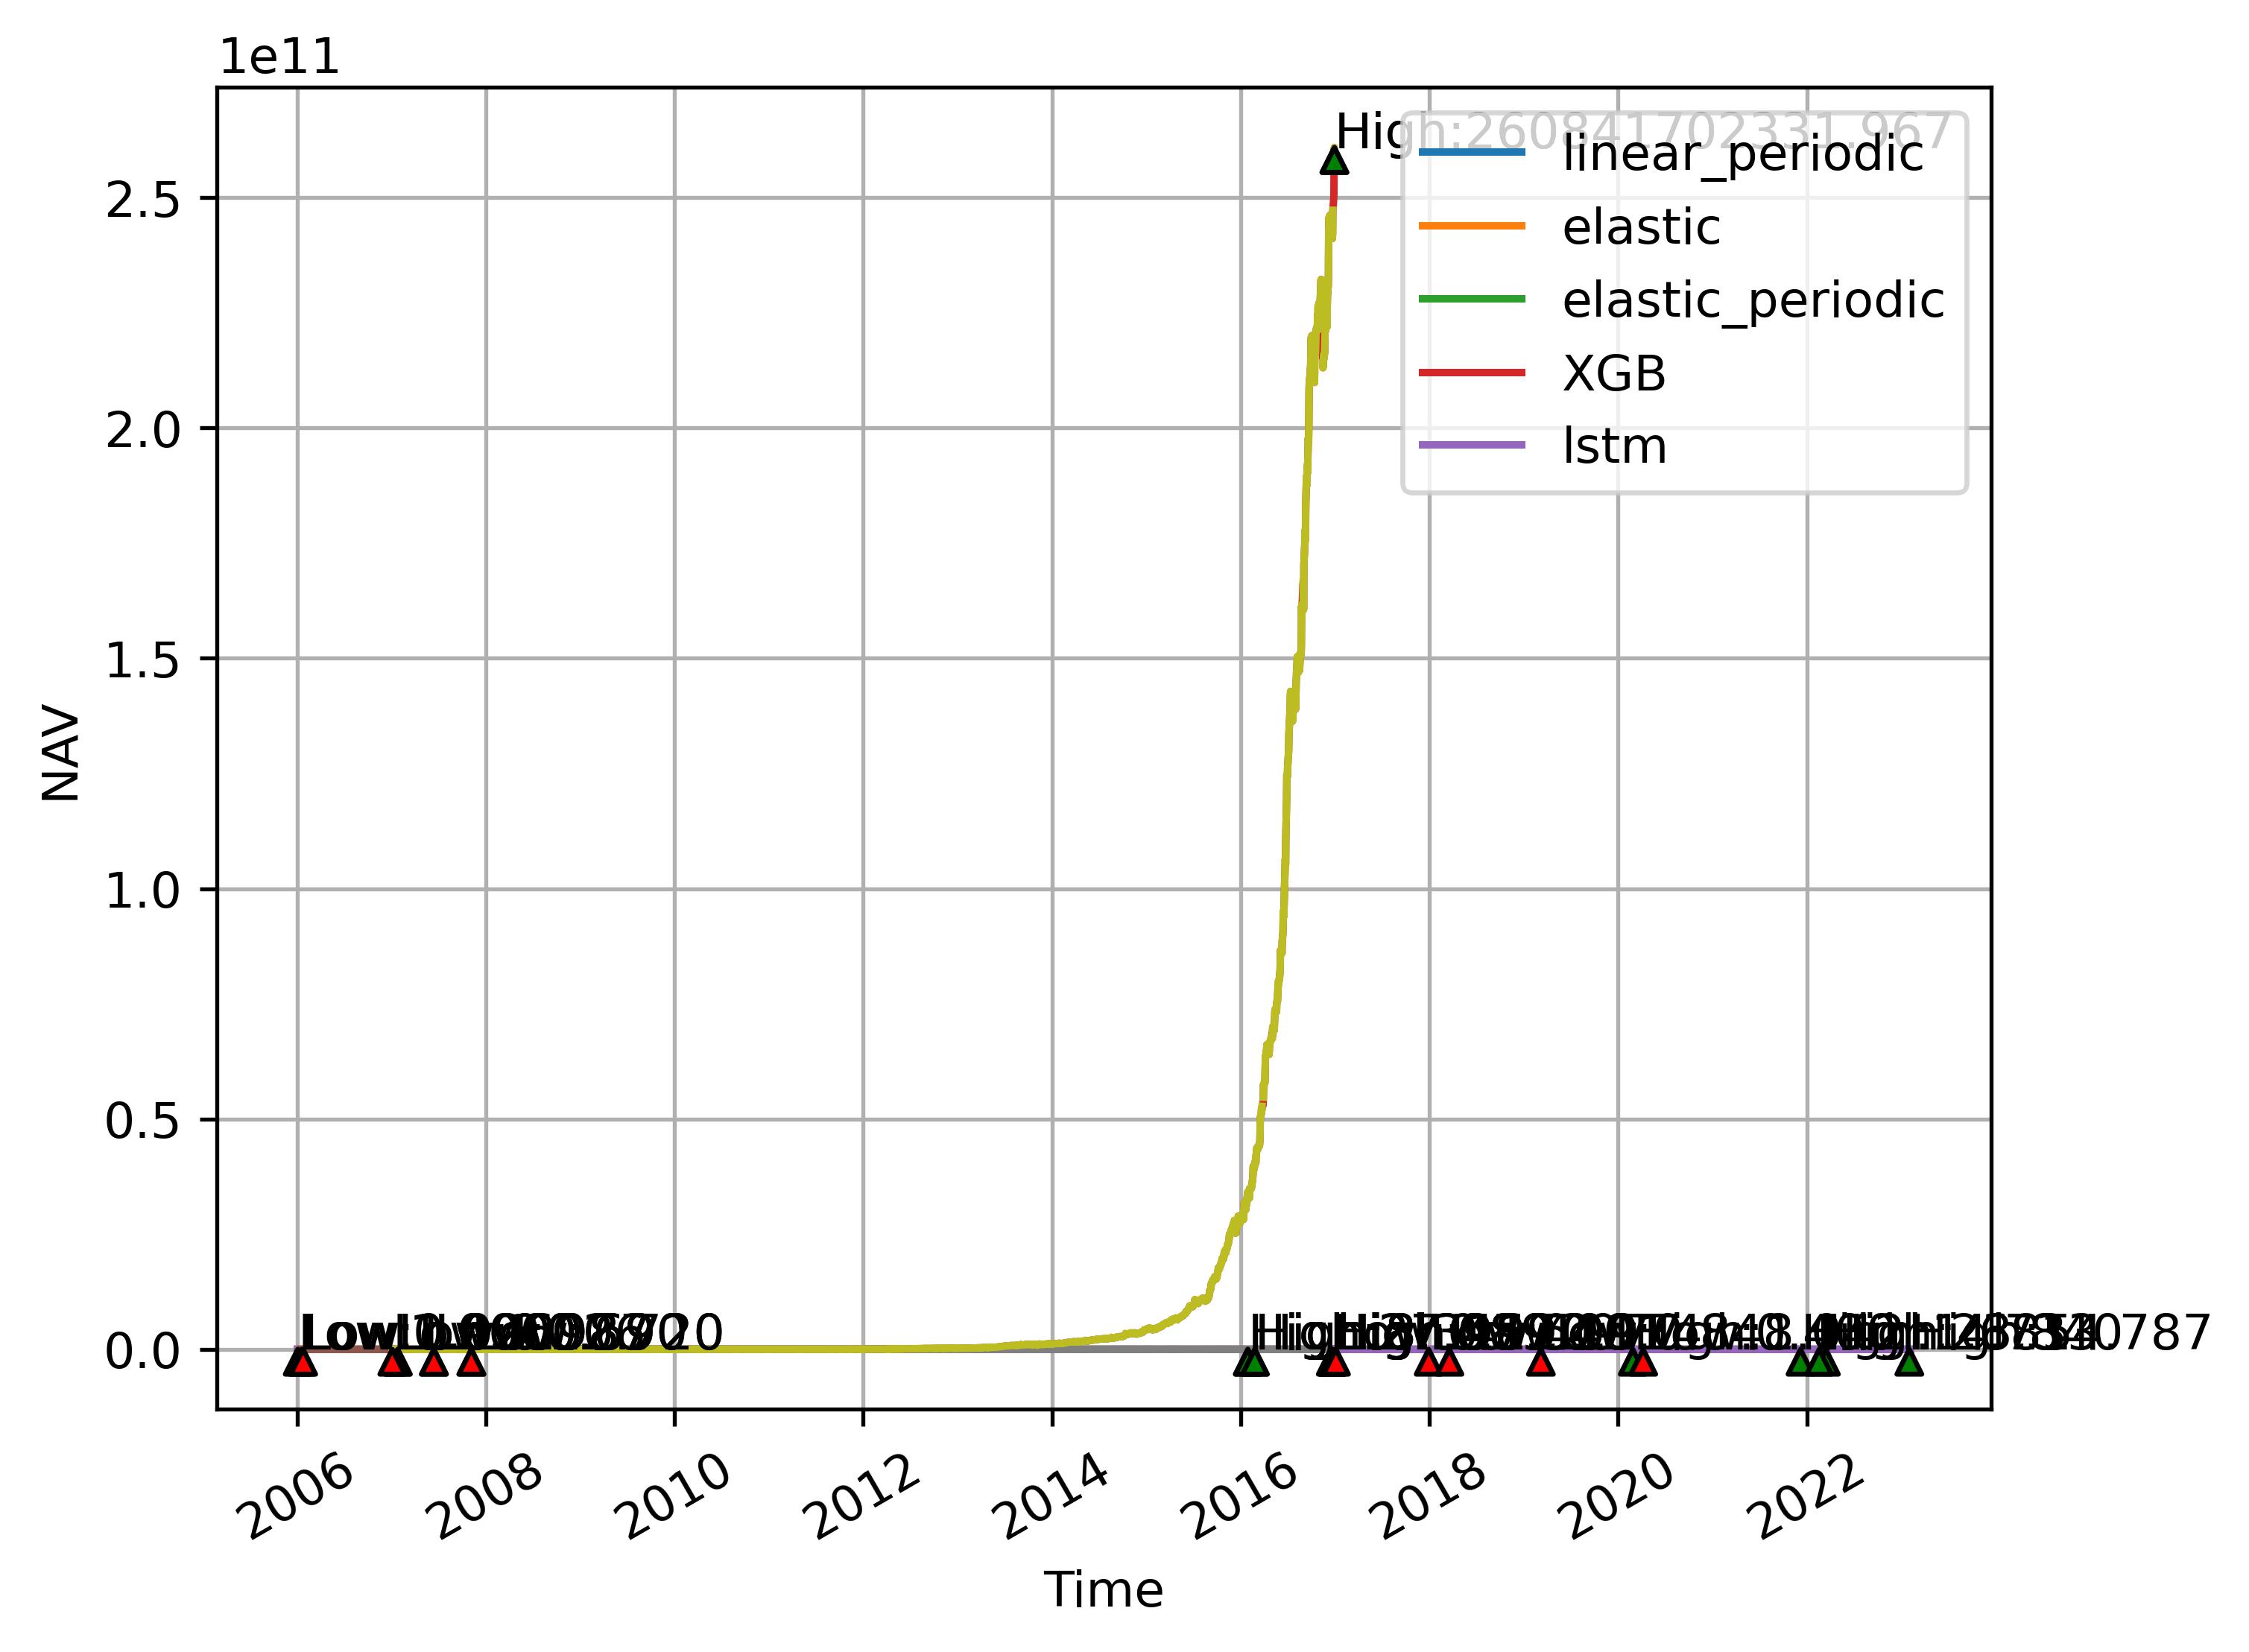 1e11
High:260841702331.967
linear_periodic
elastic
elastic_periodic
XGB
lstm
2.5
2.0
1.5
1.0
0.5
0.0
NAV
2006
2008
2010
2012
2014
2016
2018
2020
2022
Time